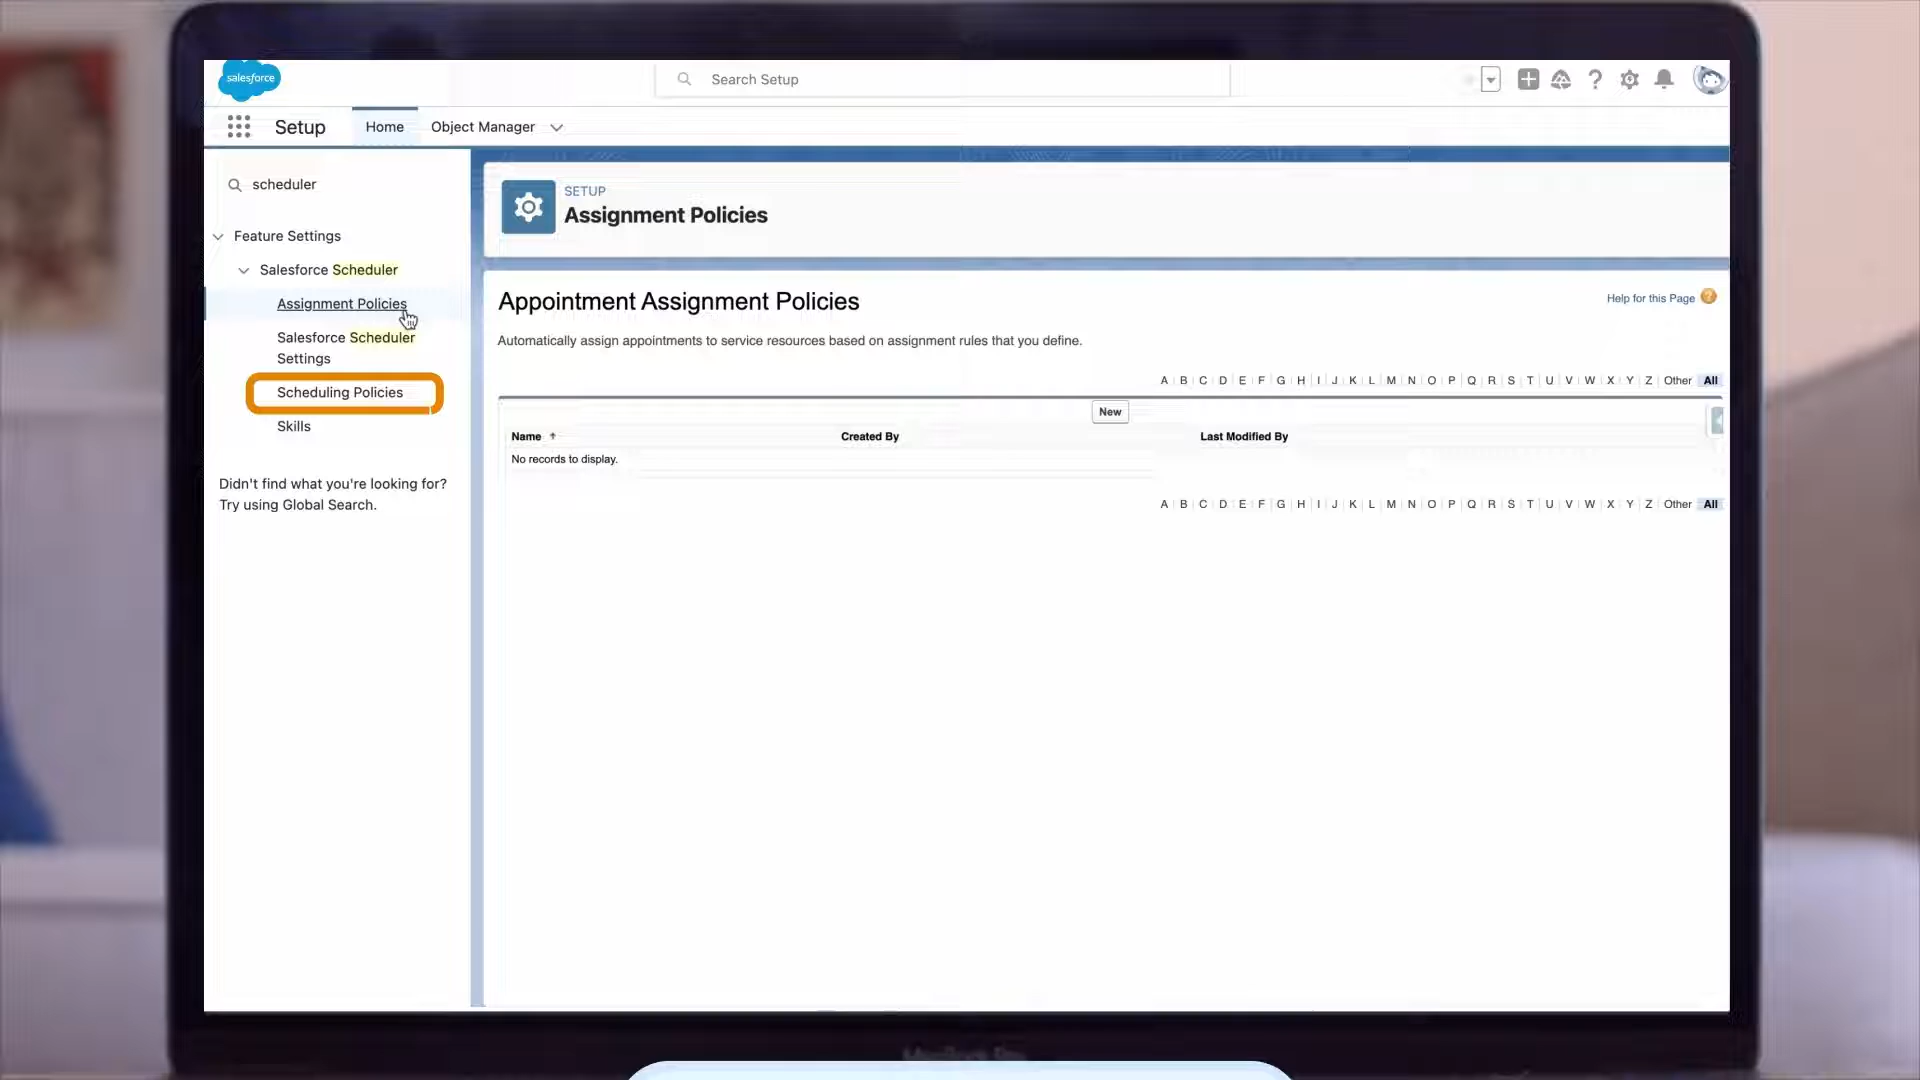 salesforce
Search Setup
Setup
Home
Object Manager
scheduler
Feature Settings
Salesforce Scheduler
Assignment Policies
Salesforce Scheduler
Settings
Scheduling Policies
Skills
Didn't find what you're looking for?
Try using Global Search.
SETUP
Assignment Policies
Appointment Assignment Policies
Help for this Page ?
Automatically assign appointments to service resources based on assignment rules that you define.
A | B | C | D | E | F | G | H | I | J | K | L | M | N | O | P | Q | R | S | T | U | V | W | X | Y | Z | Other All
New
Name ↑ Created By Last Modified By
No records to display.
A | B | C | D | E | F | G | H | I | J | K | L | M | N | O | P | Q | R | S | T | U | V | W | X | Y | Z | Other All